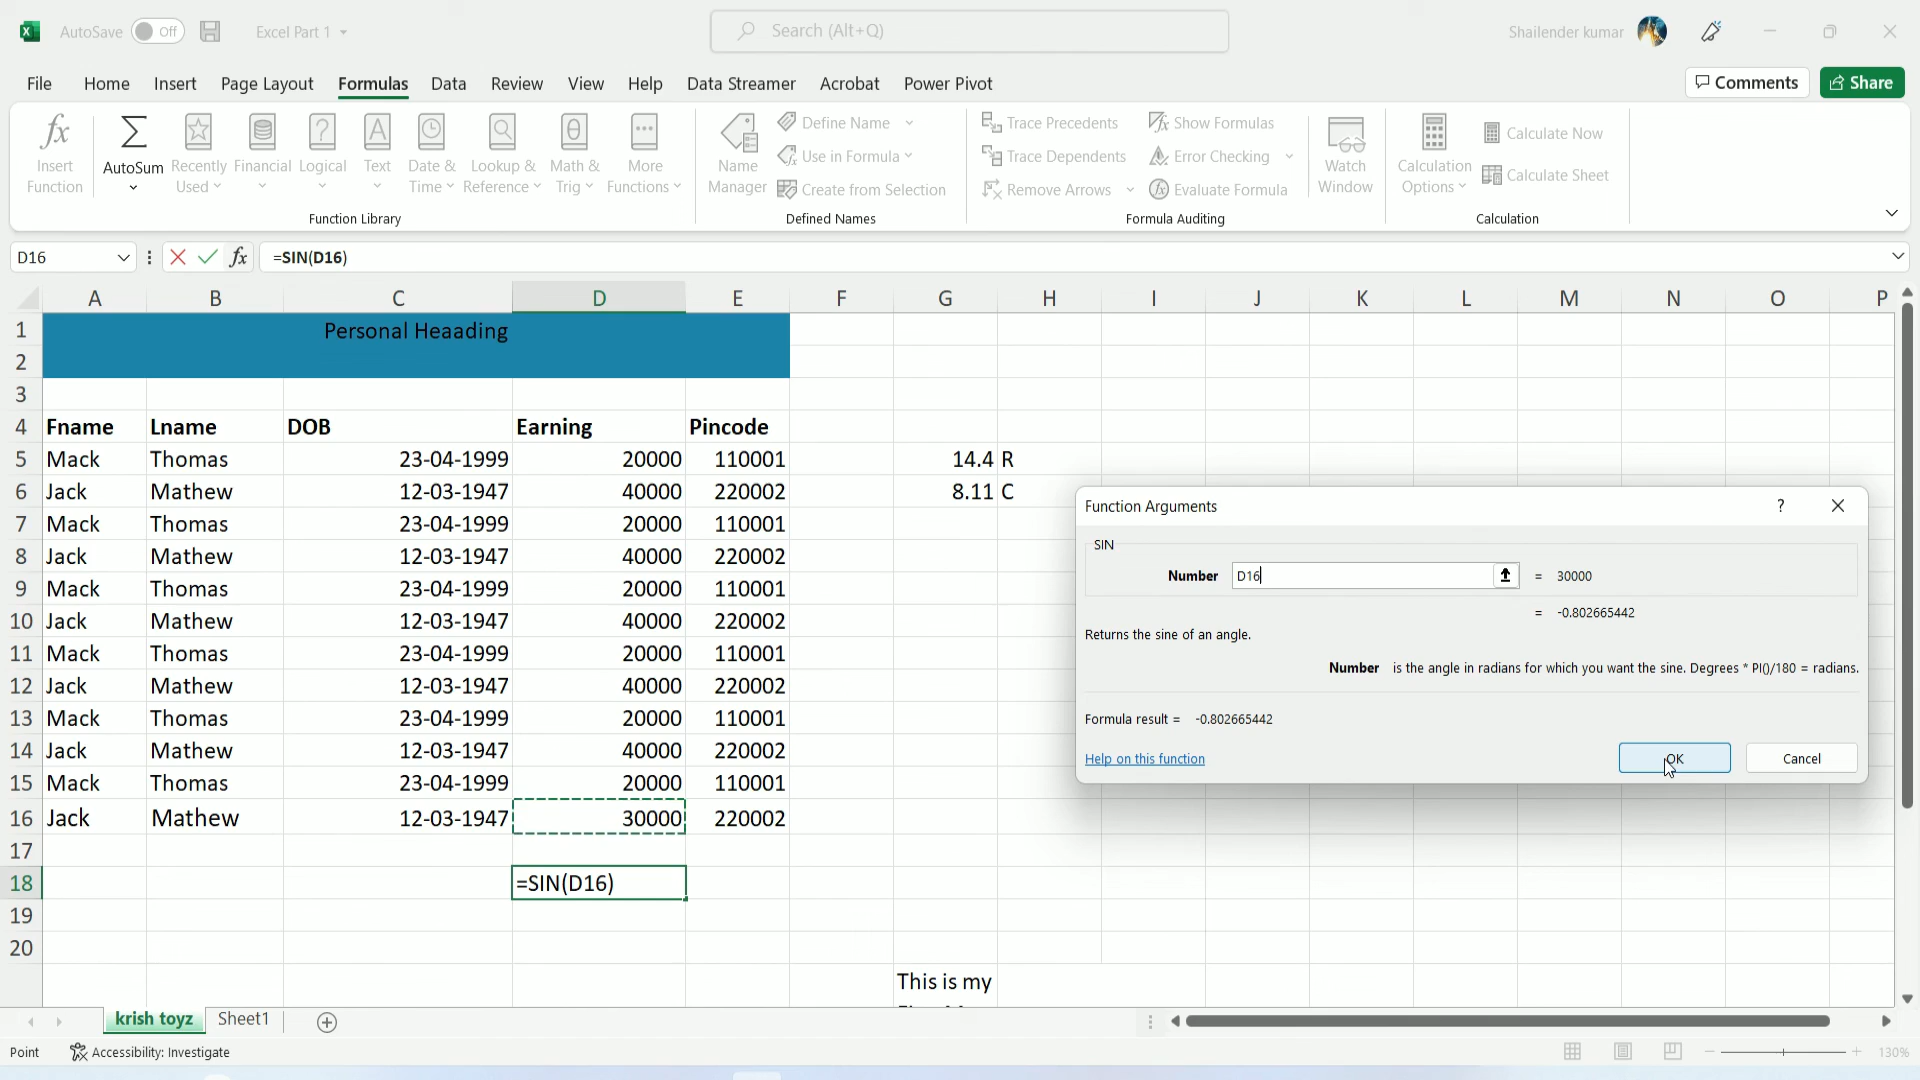 AutoSave Off Excel Part 1 Search (Alt+Q) Shailender kumar
File Home Insert Page Layout Formulas Data Review View Help Data Streamer Acrobat Power Pivot Comments Share
Insert Function AutoSum Recently Used Financial Logical Text Date & Time Lookup & Reference Math & Trig More Functions
Name Manager Define Name Use in Formula Create from Selection
Trace Precedents Trace Dependents Remove Arrows Show Formulas Error Checking Evaluate Formula
Watch Window Calculation Options Calculate Now Calculate Sheet
Function Library Defined Names Formula Auditing Calculation
D16 fx =SIN(D16)
A B C D E F G H I J K L M N O P
1 Personal Heaading
2
3
4 Fname Lname DOB Earning Pincode
5 Mack Thomas 23-04-1999 20000 110001 14.4 R
6 Jack Mathew 12-03-1947 40000 220002 8.11 C
7 Mack Thomas 23-04-1999 20000 110001
8 Jack Mathew 12-03-1947 40000 220002
9 Mack Thomas 23-04-1999 20000 110001
10 Jack Mathew 12-03-1947 40000 220002
11 Mack Thomas 23-04-1999 20000 110001
12 Jack Mathew 12-03-1947 40000 220002
13 Mack Thomas 23-04-1999 20000 110001
14 Jack Mathew 12-03-1947 40000 220002
15 Mack Thomas 23-04-1999 20000 110001
16 Jack Mathew 12-03-1947 30000 220002
17
18 =SIN(D16)
19
20
This is my
Function Arguments ?
SIN
Number D16 = 30000
= -0.802665442
Returns the sine of an angle.
Number is the angle in radians for which you want the sine. Degrees * PI()/180 = radians.
Formula result = -0.802665442
Help on this function OK Cancel
krish toyz Sheet1
Point Accessibility: Investigate 130%